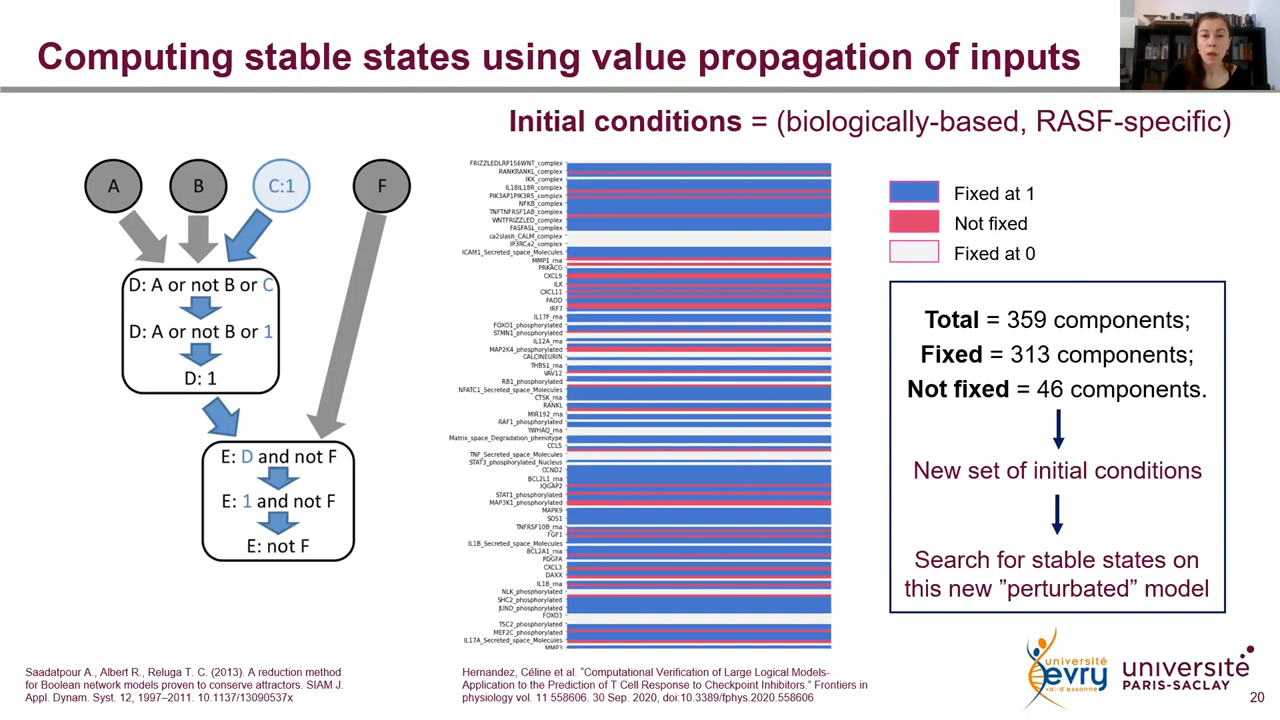 Computing stable states using value propagation of inputs
Initial conditions = (biologically-based, RASF-specific)
A
B
C:1
F
D: A or not B or C
D: A or not B or 1
D: 1
E: D and not F
E: 1 and not F
E: not F
FRIZZLEDLRP156WNT_complex
RANKRANKL_complex
IKK_complex
IL18IL18R_complex
PIK3AP1PIK3R5_complex
NFKB_complex
TNFTNFRSF1AB_complex
WNTFRIZZLED_complex
FASFASL_complex
ca2slash_CALM_complex
IP3RCa2_complex
ICAM1_Secreted_space_Molecules
MMP1_rna
PRKACG
CXCL9
ILK
CXCL11
FADD
IRF7
IL17F_rna
FOXO1_phosphorylated
STMN1_phosphorylated
IL12A_rna
MAP2K4_phosphorylated
CALCINEURIN
THBS1_rna
VAV12
RB1_phosphorylated
NFATC1_Secreted_space_Molecules
CTSK_rna
RANKL
MIR192_rna
RAF1_phosphorylated
YWHAQ_rna
Matrix_space_Degradation_phenotype
CCL5
TNF_Secreted_space_Molecules
STAT3_phosphorylated_Nucleus
CCND2
BCL2L1_rna
IQGAP2
STAT1_phosphorylated
MAP3K1_phosphorylated
MAPK9
SOS1
TNFRSF10B_rna
FGF1
IL1B_Secreted_space_Molecules
BCL2A1_rna
PDGFA
CXCL3
DAXX
IL1B_rna
NLK_phosphorylated
SHC2_phosphorylated
JUND_phosphorylated
FOXO3
TSC2_phosphorylated
MEF2C_phosphorylated
IL17A_Secreted_space_Molecules
MMP3
Fixed at 1
Not fixed
Fixed at 0
Total = 359 components;
Fixed = 313 components;
Not fixed = 46 components.
New set of initial conditions
Search for stable states on
this new ”perturbated” model
Saadatpour A., Albert R., Reluga T. C. (2013). A reduction method
for Boolean network models proven to conserve attractors. SIAM J.
Appl. Dynam. Syst. 12, 1997–2011. 10.1137/13090537x
Hernandez, Céline et al. “Computational Verification of Large Logical Models-
Application to the Prediction of T Cell Response to Checkpoint Inhibitors.” Frontiers in
physiology vol. 11 558606. 30 Sep. 2020, doi:10.3389/fphys.2020.558606
université
evry
val-d'essonne
université
PARIS-SACLAY
20